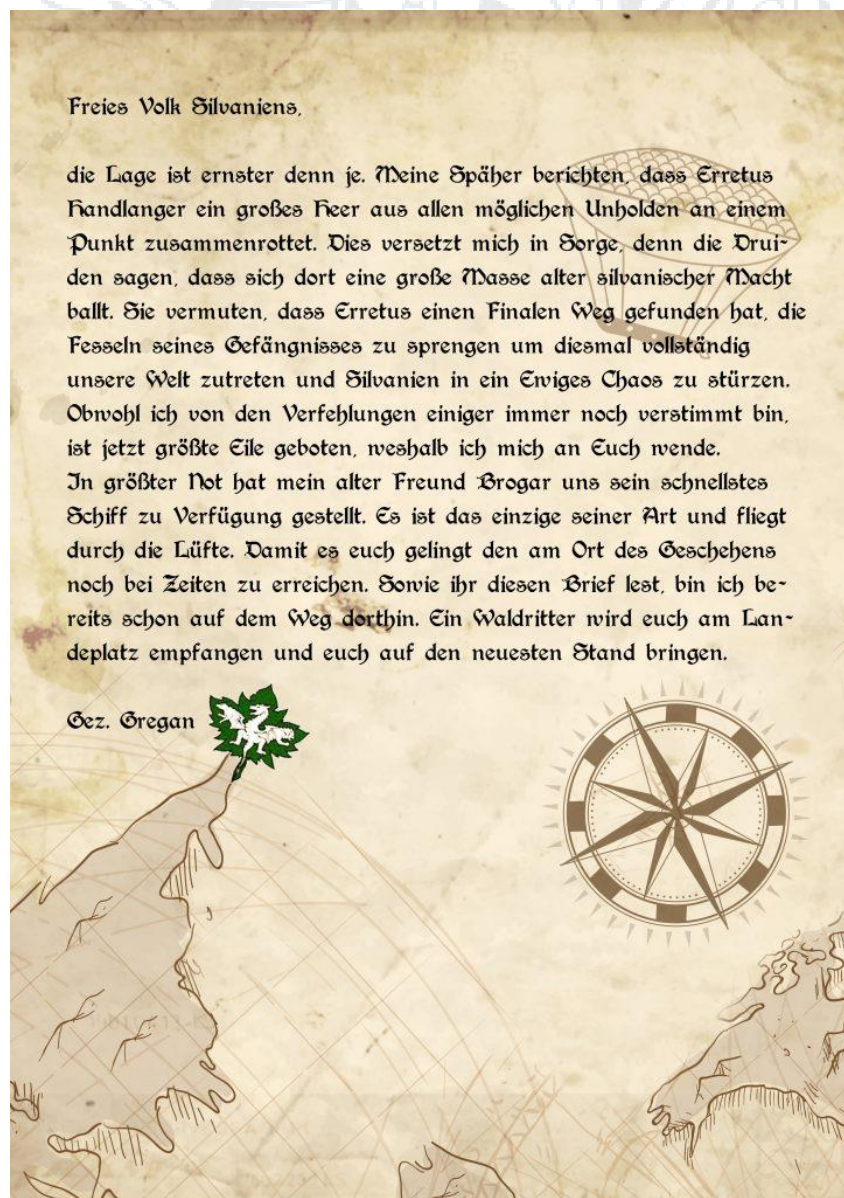 Freies Volk Silvaniens,
die Lage ist ernster denn je. Meine Späher berichten, dass Erretus
Handlanger ein großes Heer aus allen möglichen Unholden an einem
Punkt zusammenrottet. Dies versetzt mich in Sorge, denn die Drui-
den sagen, dass sich dort eine große Masse alter silvanischer Macht
ballt. Sie vermuten, dass Erretus einen Finalen Weg gefunden hat, die
Fesseln seines Gefängnisses zu sprengen um diesmal vollständig
unsere Welt zutreten und Silvanien in ein Ewiges Chaos zu stürzen.
Obwohl ich von den Verfehlungen einiger immer noch verstimmt bin,
ist jetzt größte Eile geboten, weshalb ich mich an Euch wende.
In größter Not hat mein alter Freund Brogar uns sein schnellstes
Schiff zu Verfügung gestellt. Es ist das einzige seiner Art und fliegt
durch die Lüfte. Damit es euch gelingt den am Ort des Geschehens
noch bei Zeiten zu erreichen. Sowie ihr diesen Brief lest, bin ich be-
reits schon auf dem Weg dorthin. Ein Waldritter wird euch am Lan-
deplatz empfangen und euch auf den neuesten Stand bringen.
Gez. Gregan